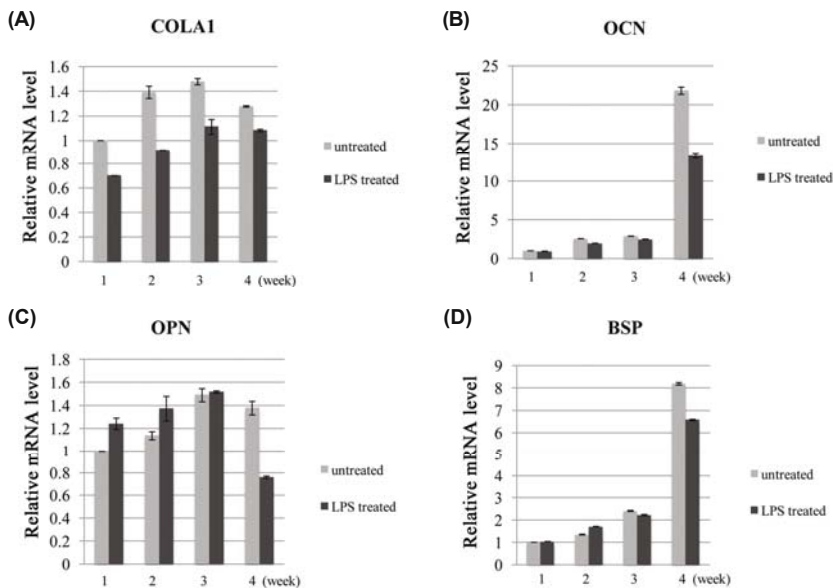 (A)
COLA1
Relative mRNA level
1.6
1.4
1.2
1
0.8
0.6
0.4
0.2
0
1 2 3 4 (week)
untreated
LPS treated
(B)
OCN
Relative mRNA level
25
20
15
10
5
0
1 2 3 4 (week)
untreated
LPS treated
(C)
OPN
Relative mRNA level
1.8
1.6
1.4
1.2
1
0.8
0.6
0.4
0.2
0
1 2 3 4 (week)
untreated
LPS treated
(D)
BSP
Relative mRNA level
9
8
7
6
5
4
3
2
1
0
1 2 3 4 (week)
untreated
LPS treated